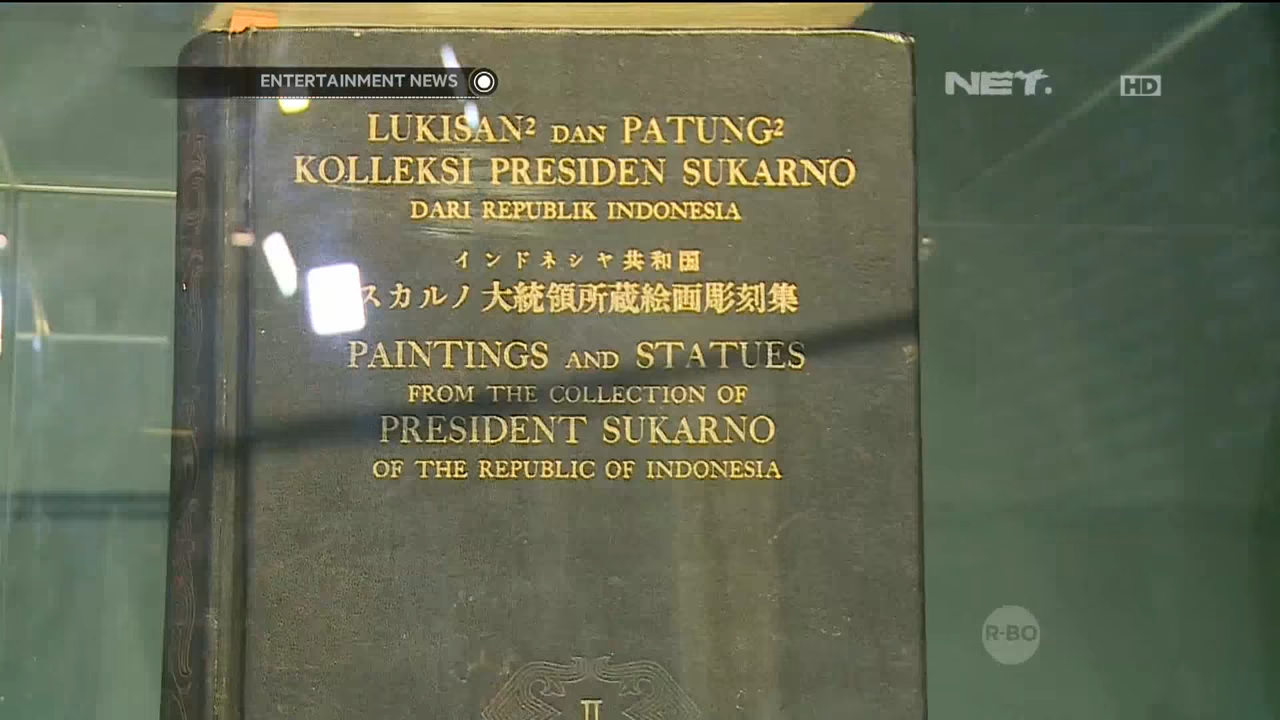 ENTERTAINMENT NEWS
NET.
HD
LUKISAN² DAN PATUNG²
KOLLEKSI PRESIDEN SUKARNO
DARI REPUBLIK INDONESIA
インドネシヤ共和国
スカルノ大統領所蔵絵画彫刻集
PAINTINGS AND STATUES
FROM THE COLLECTION OF
PRESIDENT SUKARNO
OF THE REPUBLIC OF INDONESIA
R-BO
II